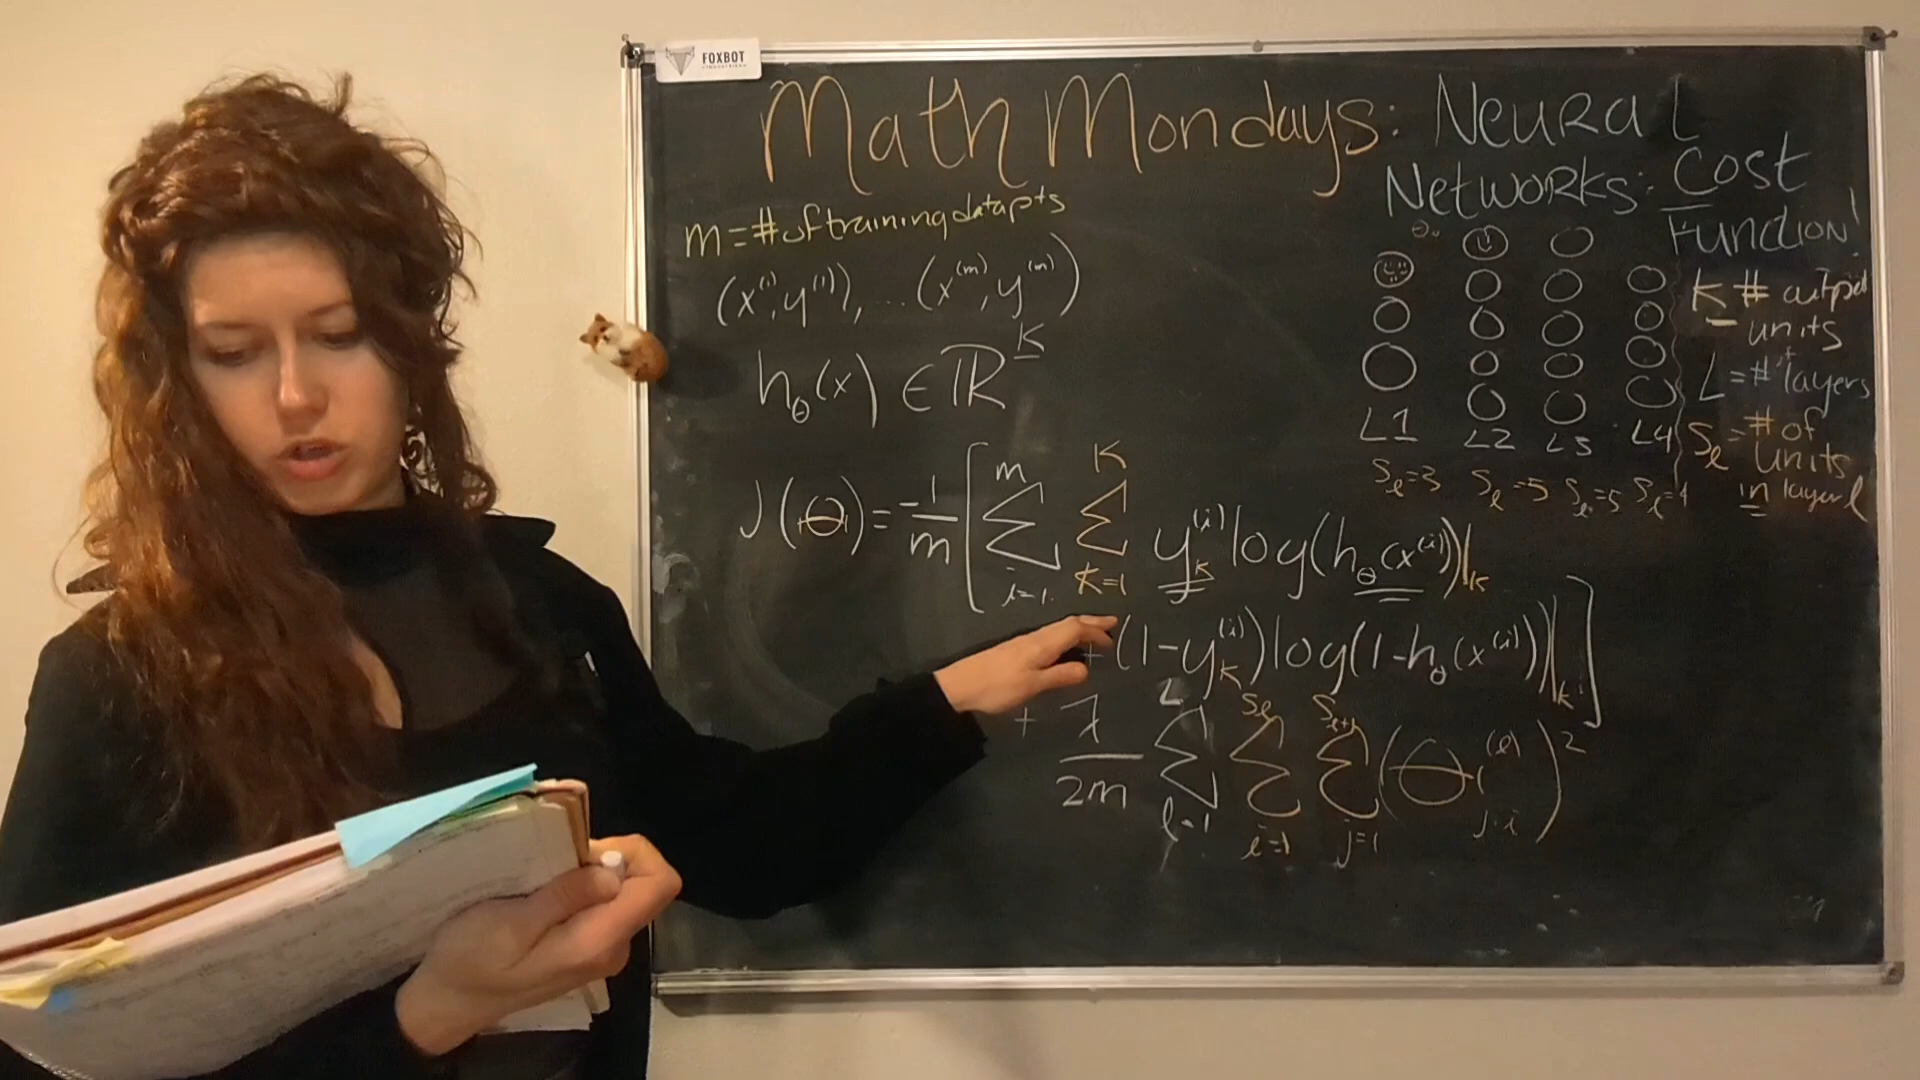 FOXBOT
INDUSTRIES
Math Mondays: Neural
Networks: Cost
Function!
m = # of training datapts
(x⁽¹⁾, y⁽¹⁾), ... (x⁽ᵐ⁾, y⁽ᵐ⁾)
h_θ(x) ∈ ℝ^K
L1 L2 L3 L4
S_ℓ=3 S_ℓ=5 S_ℓ=5 S_ℓ=4
K # output
units
L = # of layers
S_ℓ = # of
units
in layer ℓ
J(Θ) = -1/m [ Σ_{i=1}^{m} Σ_{k=1}^{K} y_k^{(i)} log(h_θ(x^{(i)}))|_k
+ (1-y_k^{(i)}) log(1-h_θ(x^{(i)}))|_k ]
+ λ/2m Σ_{ℓ=1}^{L} Σ_{i=1}^{S_ℓ} Σ_{j=1}^{S_{ℓ+1}} (Θ_{j,i}^{(ℓ)})^2